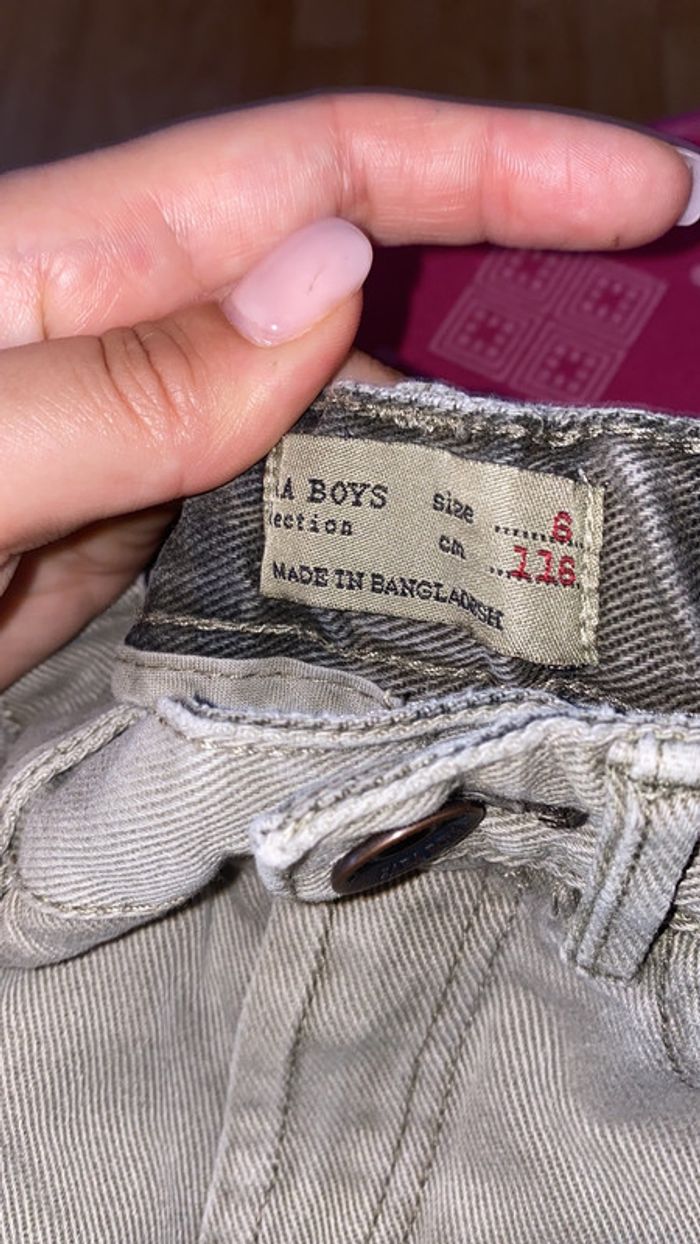 A BOYS
ection
size ........6..
cm ...116.
MADE IN BANGLADESH